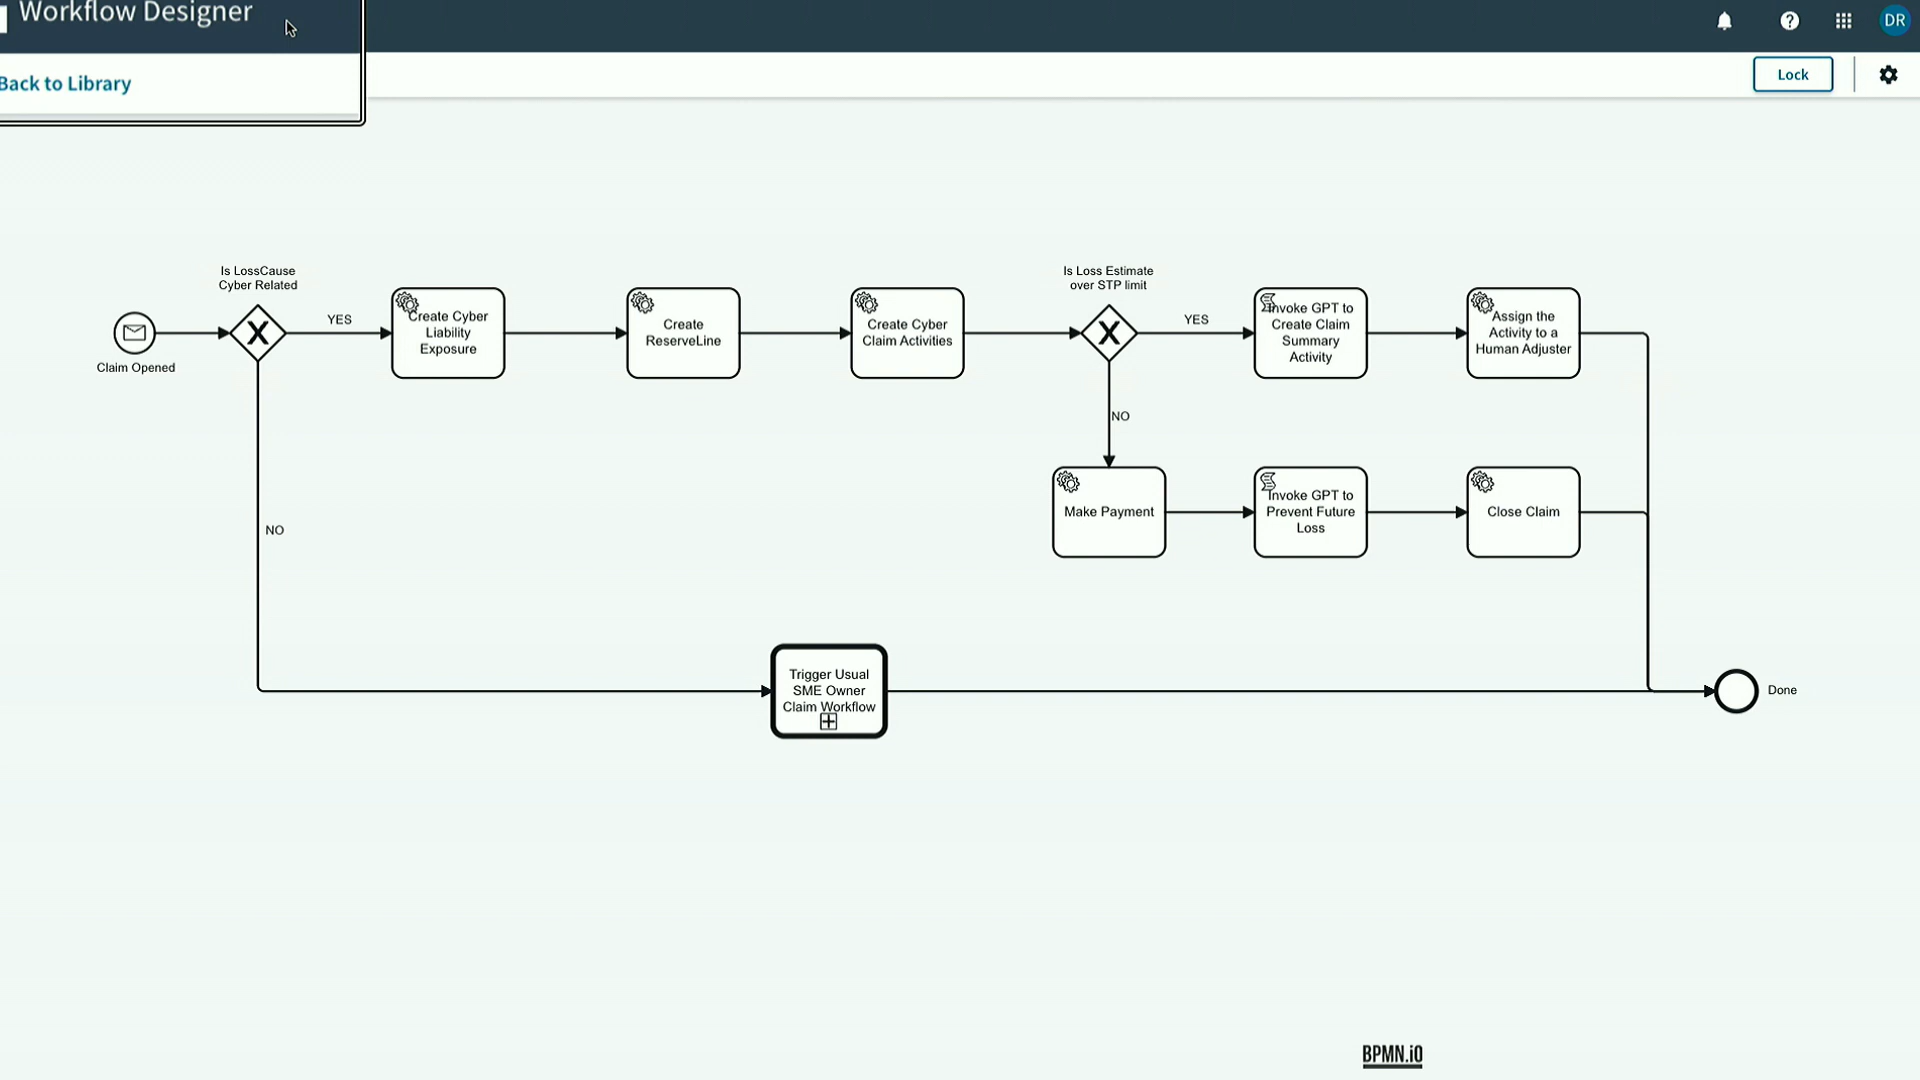 Workflow Designer
DR
Back to Library
Lock
Is LossCause
Cyber Related
Is Loss Estimate
over STP limit
Claim Opened
YES
Create Cyber
Liability
Exposure
Create
ReserveLine
Create Cyber
Claim Activities
YES
Invoke GPT to
Create Claim
Summary
Activity
Assign the
Activity to a
Human Adjuster
NO
Make Payment
Invoke GPT to
Prevent Future
Loss
Close Claim
NO
Trigger Usual
SME Owner
Claim Workflow
Done
BPMN.iO